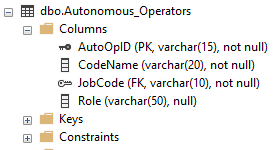 dbo.Autonomous_Operators
Columns
AutoOpID (PK, varchar(15), not null)
CodeName (varchar(20), not null)
JobCode (FK, varchar(10), not null)
Role (varchar(50), null)
Keys
Constraints